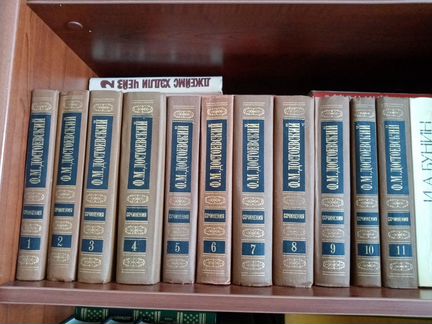 ДЖЕЙМС ХЭДЛИ ЧЕЙЗ 2
Ф.М.ДОСТОЕВСКИЙ
СОЧИНЕНИЯ
1
Ф.М.ДОСТОЕВСКИЙ
СОЧИНЕНИЯ
2
Ф.М.ДОСТОЕВСКИЙ
СОЧИНЕНИЯ
3
Ф.М.ДОСТОЕВСКИЙ
СОЧИНЕНИЯ
4
Ф.М.ДОСТОЕВСКИЙ
СОЧИНЕНИЯ
5
Ф.М.ДОСТОЕВСКИЙ
СОЧИНЕНИЯ
6
Ф.М.ДОСТОЕВСКИЙ
СОЧИНЕНИЯ
7
Ф.М.ДОСТОЕВСКИЙ
СОЧИНЕНИЯ
8
Ф.М.ДОСТОЕВСКИЙ
СОЧИНЕНИЯ
9
Ф.М.ДОСТОЕВСКИЙ
СОЧИНЕНИЯ
10
Ф.М.ДОСТОЕВСКИЙ
СОЧИНЕНИЯ
11
И.А.БУНИН